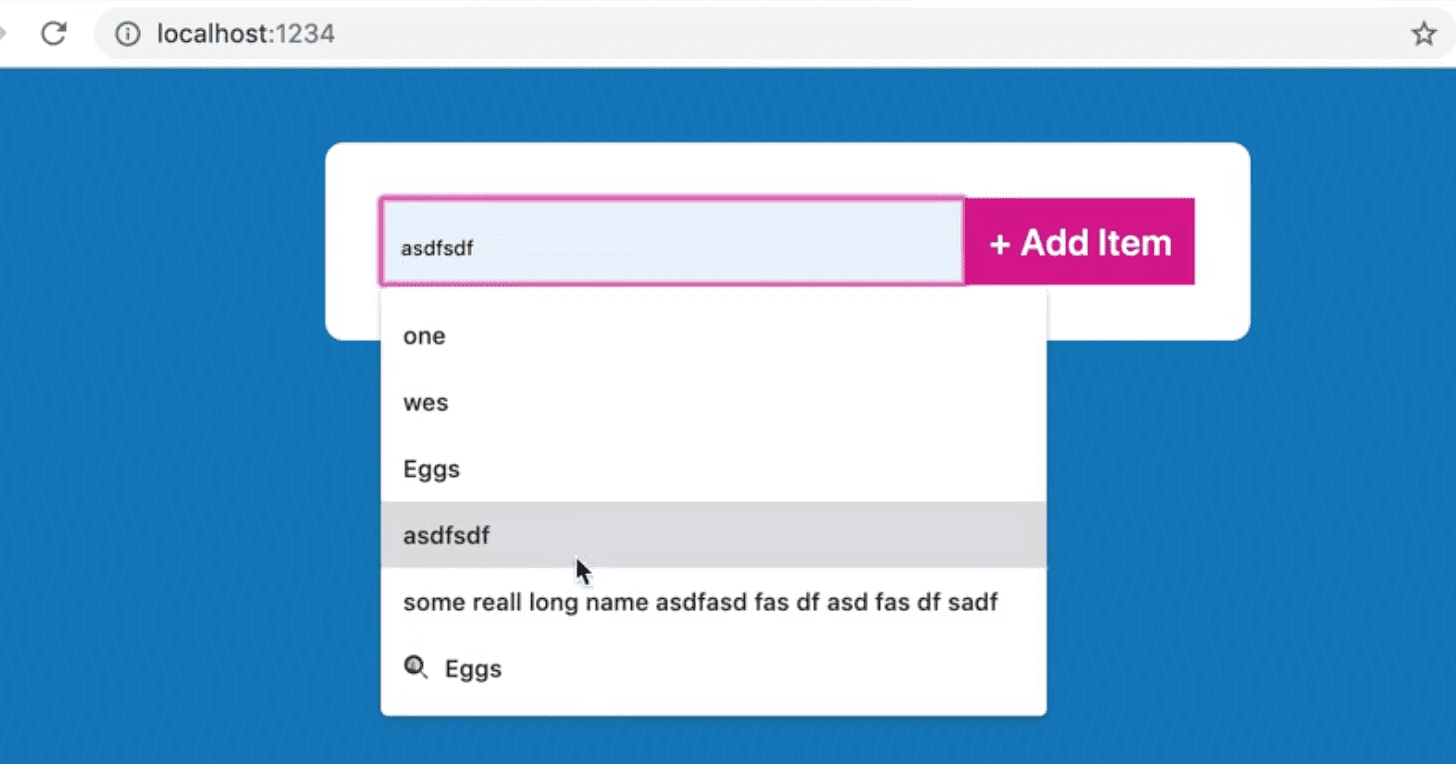 localhost:1234
asdfsdf
+ Add Item
one
wes
Eggs
asdfsdf
some reall long name asdfasd fas df asd fas df sadf
Eggs